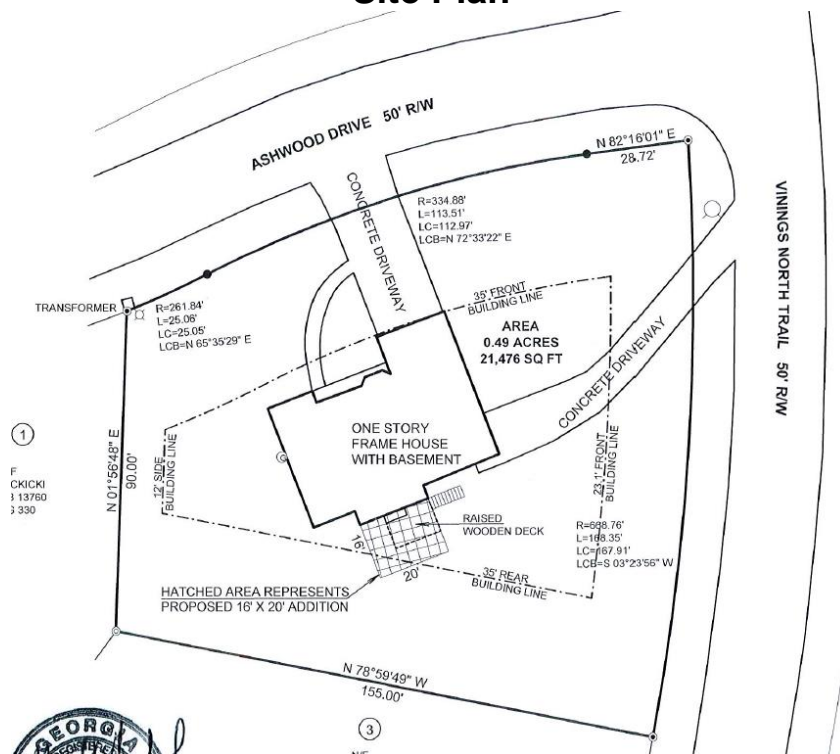 Site Plan
ASHWOOD DRIVE 50' R/W
N 82°16'01" E
28.72'
CONCRETE DRIVEWAY
R=334.88'
L=113.51'
LC=112.97'
LCB=N 72°33'22" E
VININGS NORTH TRAIL 50' R/W
TRANSFORMER
R=261.84'
L=25.06'
LC=25.05'
LCB=N 65°35'29" E
35' FRONT
BUILDING LINE
AREA
0.49 ACRES
21,476 SQ FT
CONCRETE DRIVEWAY
1
F
CKICKI
13760
330
N 01°56'48" E
90.00'
12' SIDE
BUILDING LINE
ONE STORY
FRAME HOUSE
WITH BASEMENT
23.1' FRONT
BUILDING LINE
RAISED
WOODEN DECK
L=168.35'
LC=167.91'
LCB=S 03°23'56" W
16'
20'
35' REAR
BUILDING LINE
HATCHED AREA REPRESENTS
PROPOSED 16' X 20' ADDITION
N 78°59'49" W
155.00'
3
GEORGIA
REGISTERED